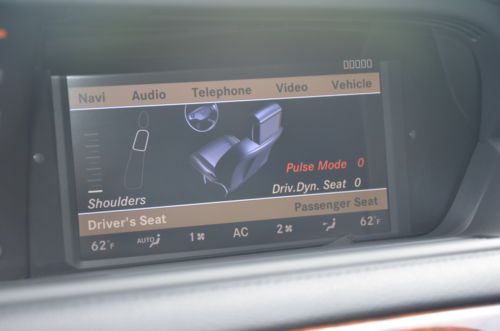 Navi Audio Telephone Video Vehicle
Pulse Mode 0
Shoulders Driv.Dyn. Seat 0
Driver's Seat Passenger Seat
62°F AUTO 1 AC 2 62°F